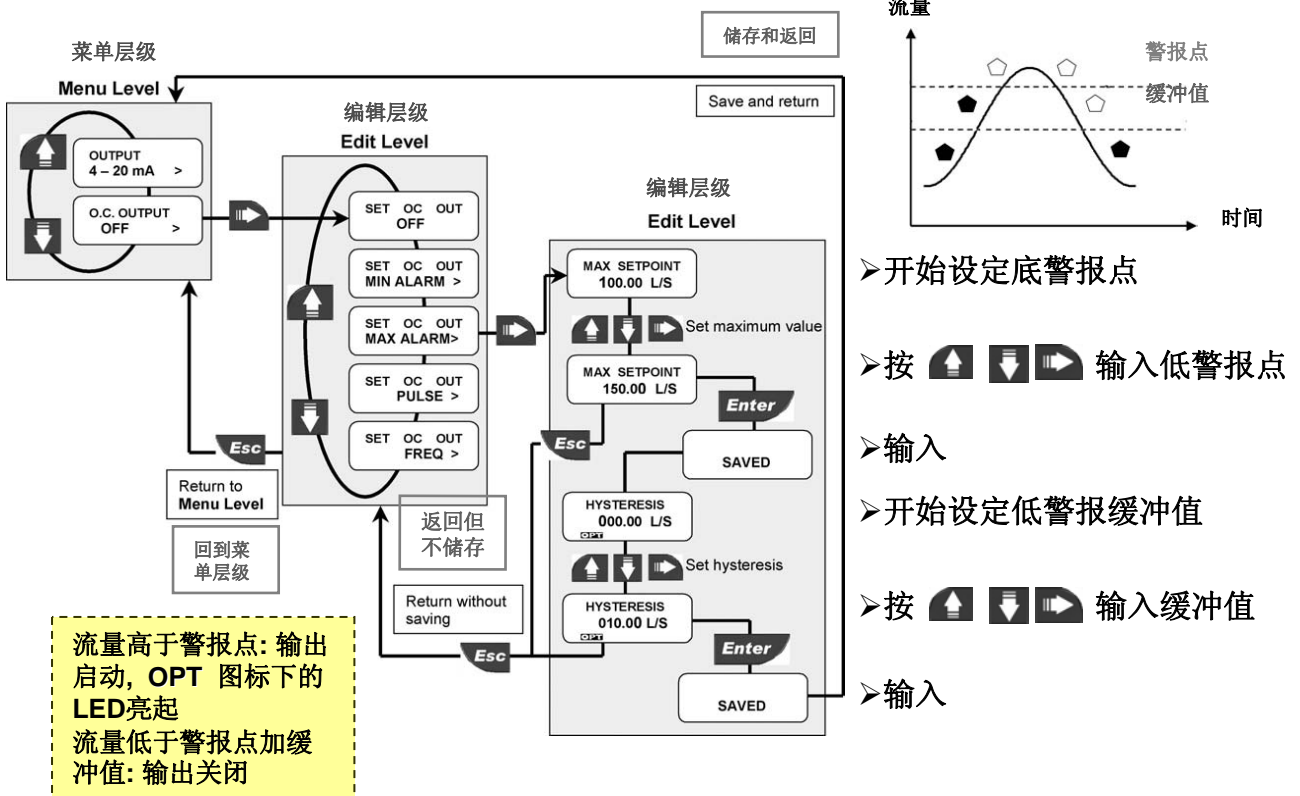 菜单层级
Menu Level
OUTPUT
4 – 20 mA >
O.C. OUTPUT
OFF >
Esc
Return to
Menu Level
回到菜
单层级
编辑层级
Edit Level
SET OC OUT
OFF
SET OC OUT
MIN ALARM >
SET OC OUT
MAX ALARM>
SET OC OUT
PULSE >
SET OC OUT
FREQ >
返回但
不储存
Return without
saving
Esc
储存和返回
Save and return
编辑层级
Edit Level
MAX SETPOINT
100.00 L/S
Set maximum value
MAX SETPOINT
150.00 L/S
Enter
Esc
SAVED
HYSTERESIS
000.00 L/S
OPT
Set hysteresis
HYSTERESIS
010.00 L/S
OPT
Enter
SAVED
流量
警报点
缓冲值
时间
➢开始设定底警报点
➢按 输入低警报点
➢输入
➢开始设定低警报缓冲值
➢按 输入缓冲值
➢输入
流量高于警报点: 输出
启动, OPT 图标下的
LED亮起
流量低于警报点加缓
冲值: 输出关闭